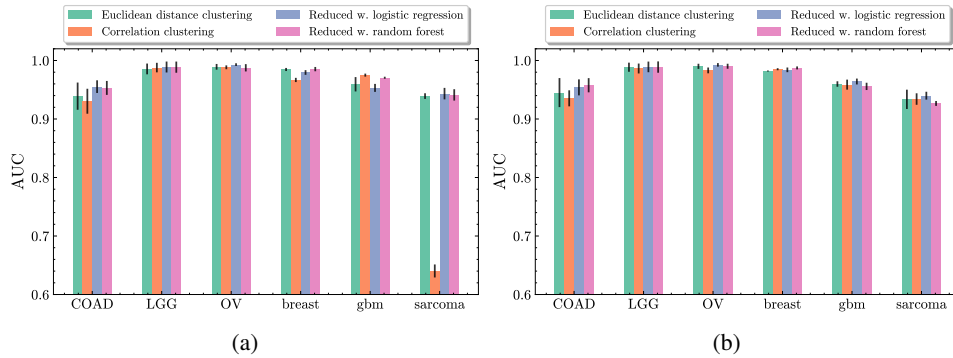 Euclidean distance clustering
Reduced w. logistic regression
Correlation clustering
Reduced w. random forest
1.0
0.9
0.8
0.7
0.6
AUC
COAD LGG OV breast gbm sarcoma
(a)
Euclidean distance clustering
Reduced w. logistic regression
Correlation clustering
Reduced w. random forest
1.0
0.9
0.8
0.7
0.6
AUC
COAD LGG OV breast gbm sarcoma
(b)